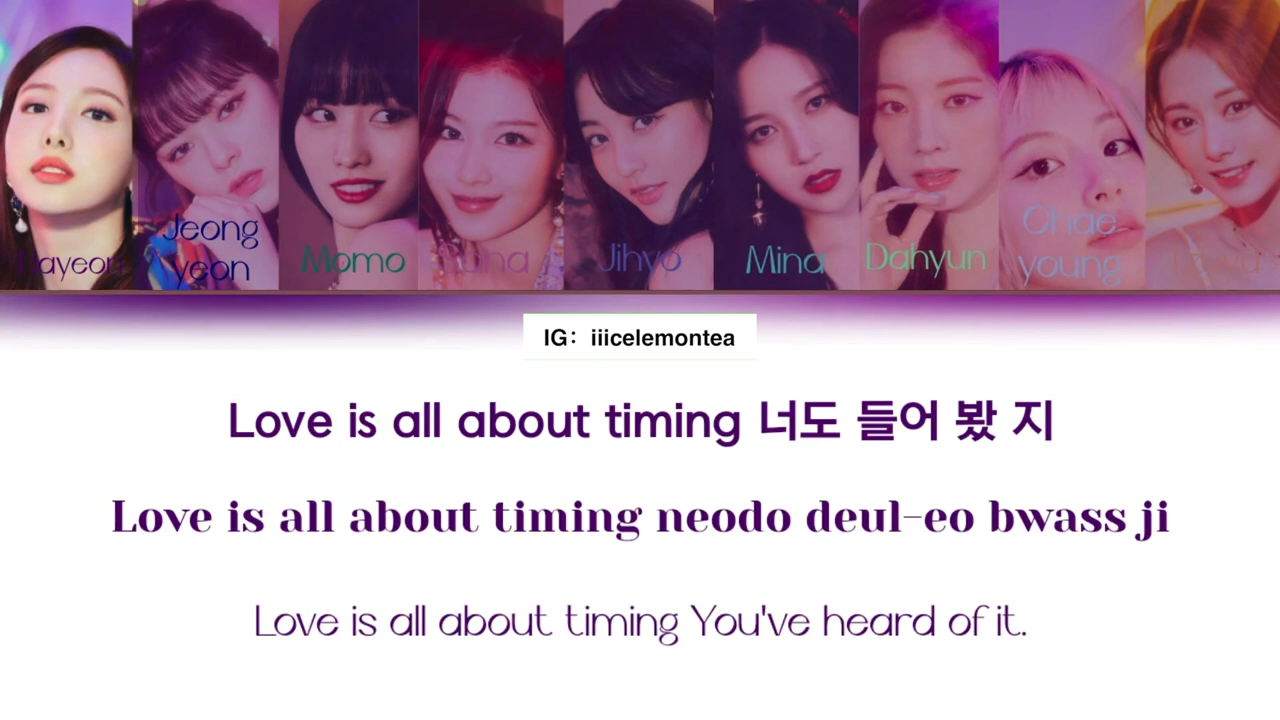 Nayeon
Jeong
yeon
Momo
Sana
Jihyo
Mina
Dahyun
Chae
young
IG： iiicelemontea
Love is all about timing 너도 들어 봤 지
Love is all about timing neodo deul-eo bwass ji
Love is all about timing You've heard of it.